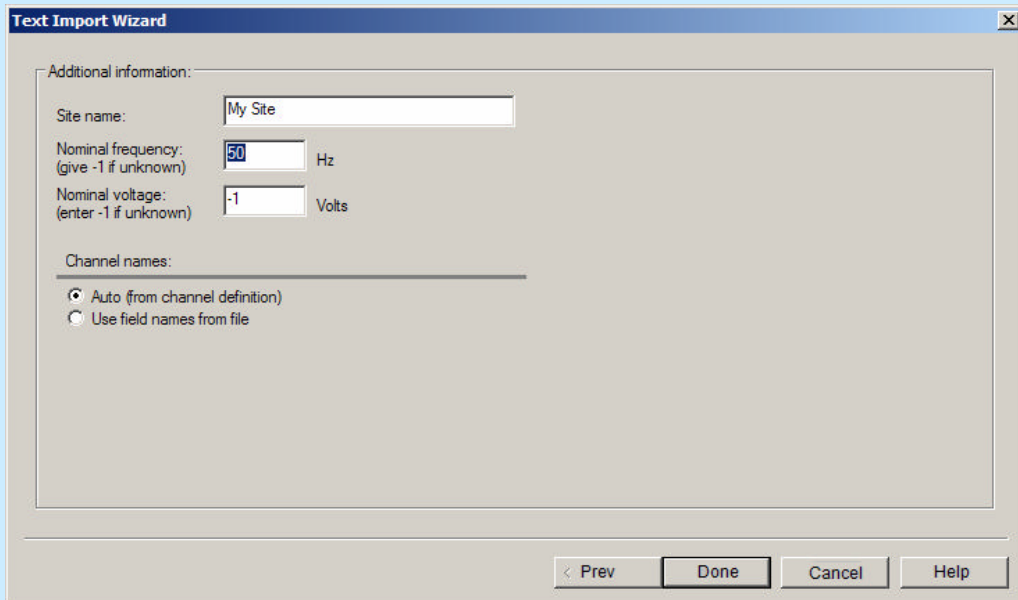 Text Import Wizard
Additional information:
Site name:
My Site
Nominal frequency:
(give -1 if unknown)
50
Hz
Nominal voltage:
(enter -1 if unknown)
-1
Volts
Channel names:
Auto (from channel definition)
Use field names from file
< Prev
Done
Cancel
Help